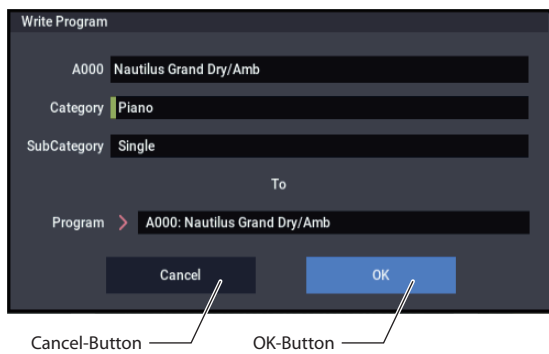 Write Program
A000 Nautilus Grand Dry/Amb
Category Piano
SubCategory Single
To
Program > A000: Nautilus Grand Dry/Amb
Cancel OK
Cancel-Button OK-Button